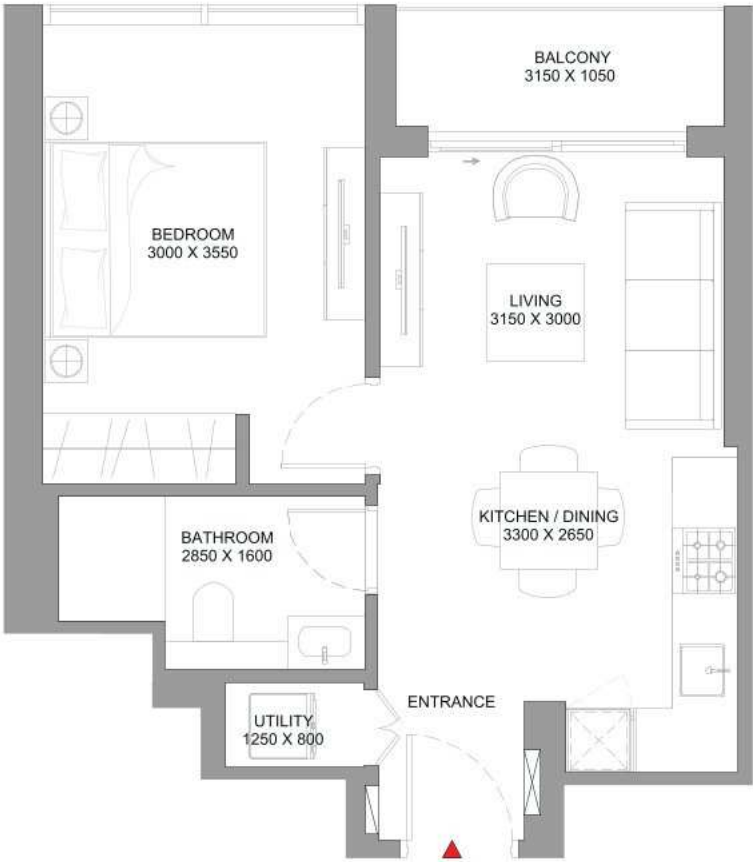 BALCONY
3150 X 1050
BEDROOM
3000 X 3550
LIVING
3150 X 3000
KITCHEN / DINING
3300 X 2650
BATHROOM
2850 X 1600
ENTRANCE
UTILITY
1250 X 800